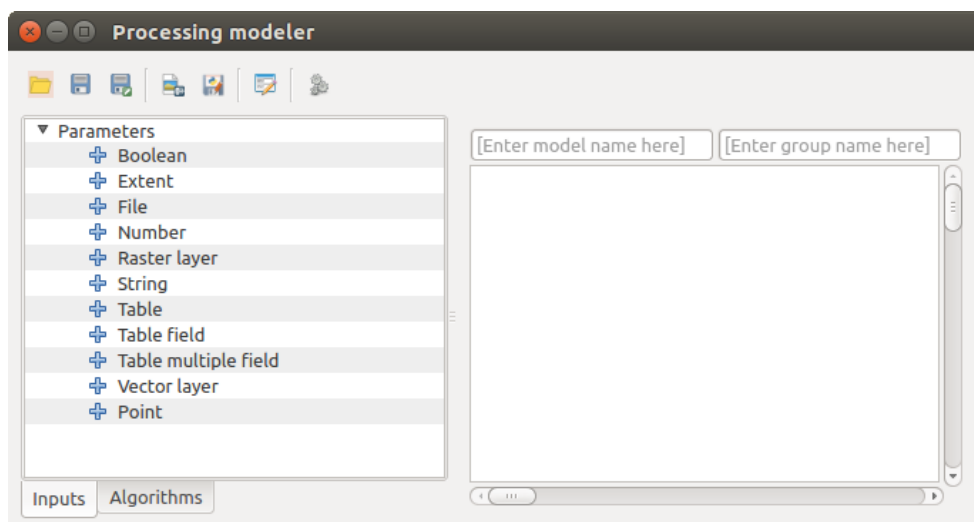 Processing modeler
Parameters
Boolean
Extent
File
Number
Raster layer
String
Table
Table field
Table multiple field
Vector layer
Point
Inputs
Algorithms
[Enter model name here]
[Enter group name here]